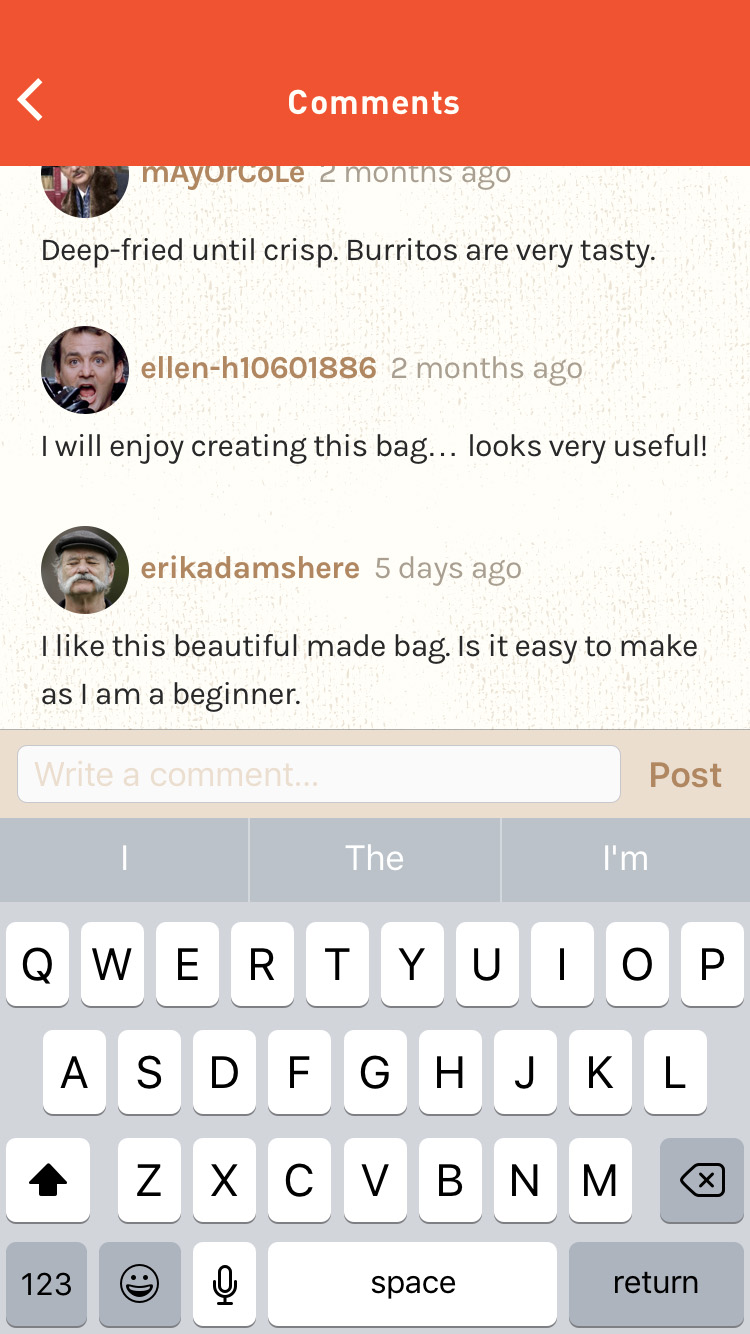 Comments
mAyOrCoLe 2 months ago
Deep-fried until crisp. Burritos are very tasty.
ellen-h10601886 2 months ago
I will enjoy creating this bag... looks very useful!
erikadamshere 5 days ago
I like this beautiful made bag. Is it easy to make
as I am a beginner.
Write a comment... Post
I The I'm
Q W E R T Y U I O P
A S D F G H J K L
Z X C V B N M
123 space return